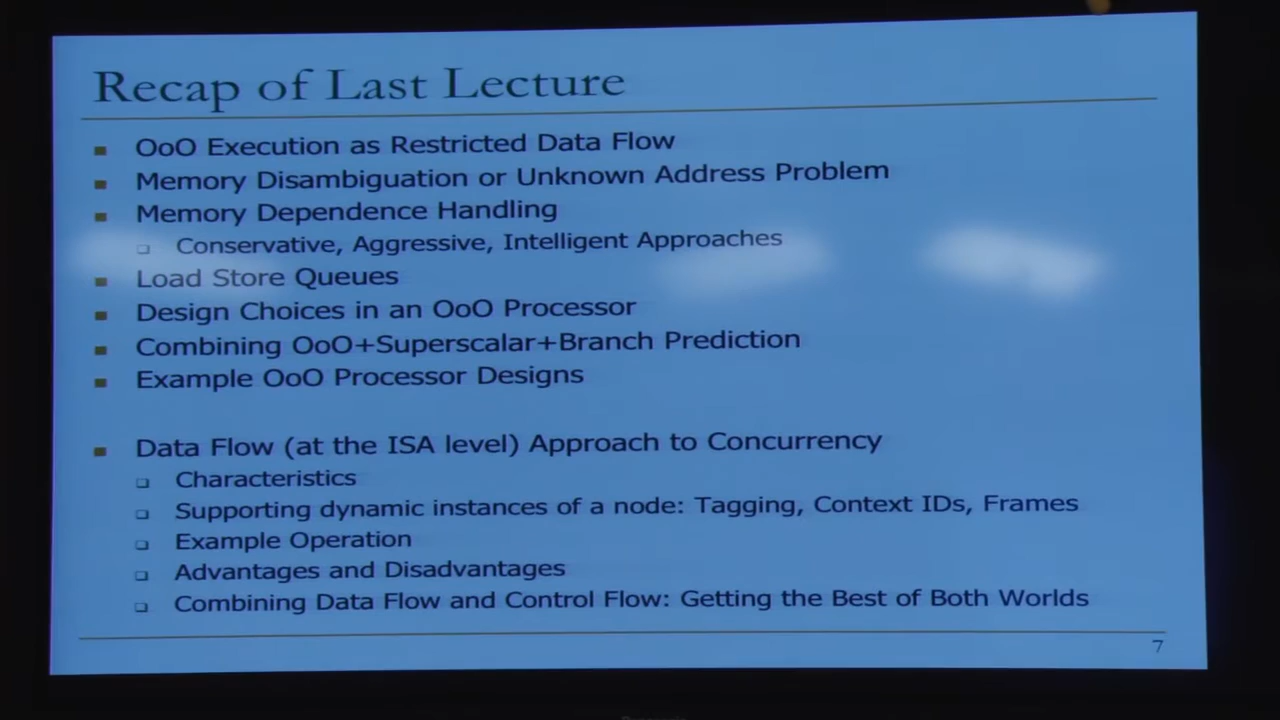 Recap of Last Lecture
OoO Execution as Restricted Data Flow
Memory Disambiguation or Unknown Address Problem
Memory Dependence Handling
Conservative, Aggressive, Intelligent Approaches
Load Store Queues
Design Choices in an OoO Processor
Combining OoO+Superscalar+Branch Prediction
Example OoO Processor Designs
Data Flow (at the ISA level) Approach to Concurrency
Characteristics
Supporting dynamic instances of a node: Tagging, Context IDs, Frames
Example Operation
Advantages and Disadvantages
Combining Data Flow and Control Flow: Getting the Best of Both Worlds
7